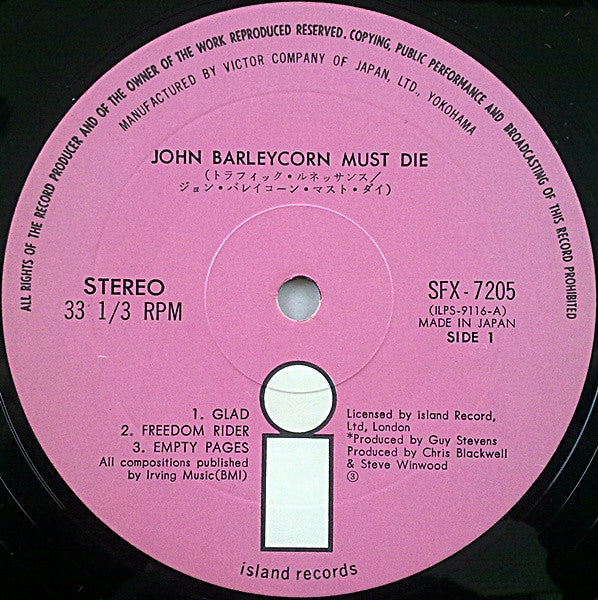 ALL RIGHTS OF THE RECORD PRODUCER AND OF THE OWNER OF THE WORK REPRODUCED RESERVED. COPYING, PUBLIC PERFORMANCE AND BROADCASTING OF THIS RECORD PROHIBITED
MANUFACTURED BY VICTOR COMPANY OF JAPAN, LTD., YOKOHAMA
JOHN BARLEYCORN MUST DIE
(トラフィック・ルネッサンス/
ジョン・バレイコーン・マスト・ダイ)
STEREO
33 1/3 RPM
SFX-7205
(ILPS-9116-A)
MADE IN JAPAN
SIDE 1
1. GLAD
2. FREEDOM RIDER
3. EMPTY PAGES
All compositions published
by Irving Music(BMI)
Licensed by island Record,
Ltd, London
*Produced by Guy Stevens
Produced by Chris Blackwell
& Steve Winwood
③
island records